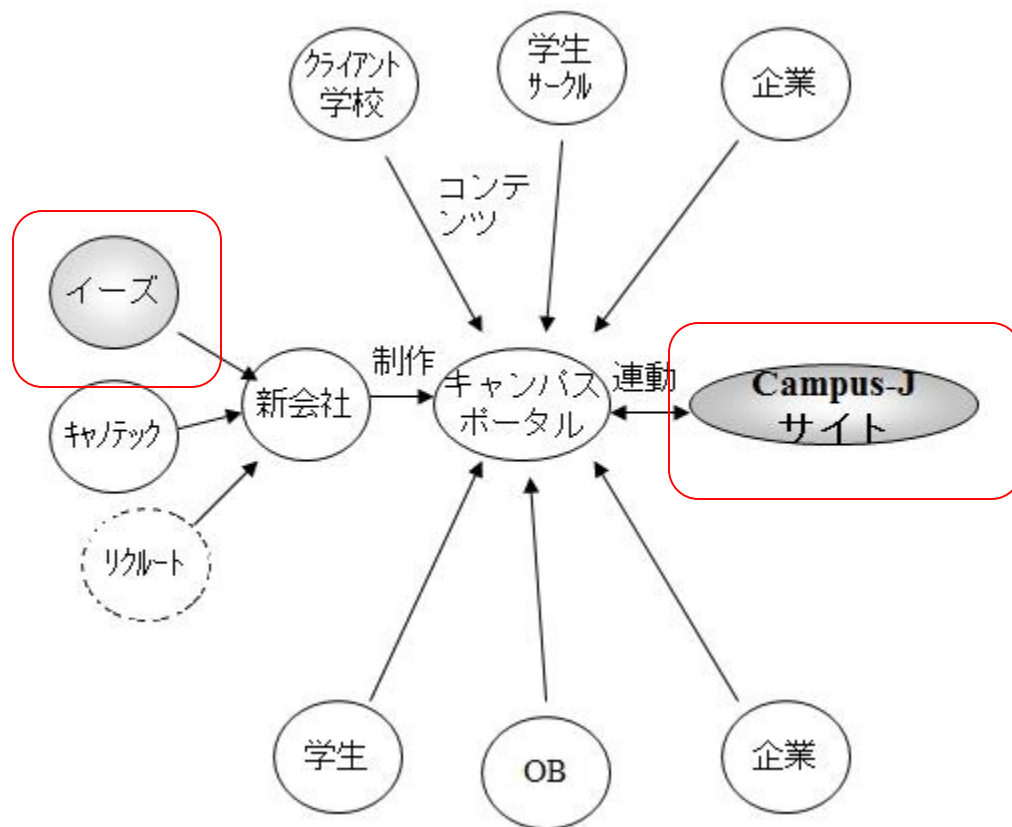 クライアント
学校
学生
サークル
企業
コンテ
ンツ
イーズ
制作
連動
新会社
キャンパス
ポータル
Campus-J
サイト
キャノテック
リクルート
学生
OB
企業